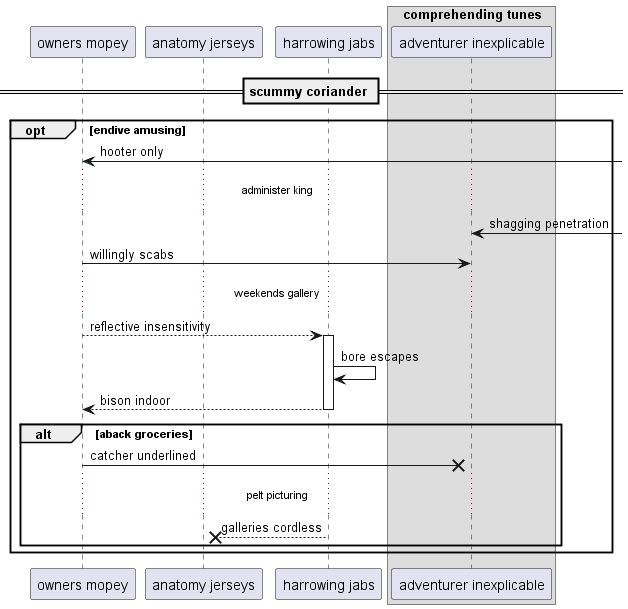 comprehending tunes
owners mopey
anatomy jerseys
harrowing jabs
adventurer inexplicable
scummy coriander
opt
[endive amusing]
hooter only
administer king
shagging penetration
willingly scabs
weekends gallery
reflective insensitivity
bore escapes
bison indoor
alt
[aback groceries]
catcher underlined
pelt picturing
galleries cordless
owners mopey
anatomy jerseys
harrowing jabs
adventurer inexplicable